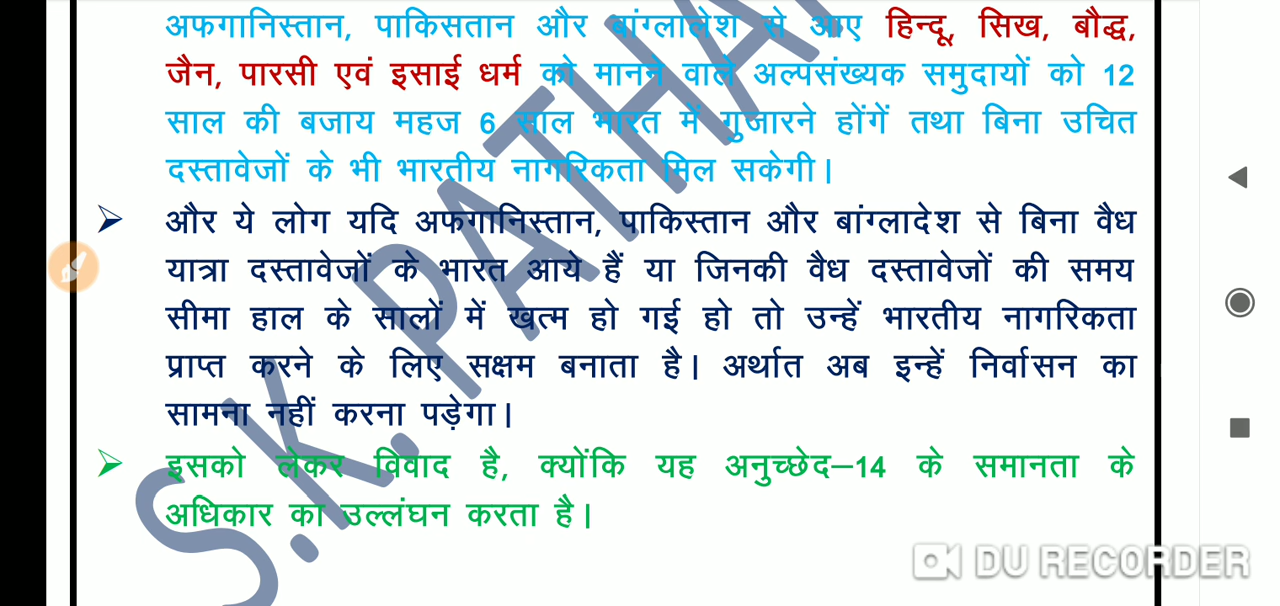 अफगानिस्तान, पाकिसतान और बांग्लालेश से आए हिन्दू, सिख, बौद्ध,
जैन, पारसी एवं इसाई धर्म को मानने वाले अल्पसंख्यक समुदायों को 12
साल की बजाय महज 6 साल भारत में गुजारने होंगें तथा बिना उचित
दस्तावेजों के भी भारतीय नागरिकता मिल सकेगी।
➢ और ये लोग यदि अफगानिस्तान, पाकिस्तान और बांग्लादेश से बिना वैध
यात्रा दस्तावेजों के भारत आये हैं या जिनकी वैध दस्तावेजों की समय
सीमा हाल के सालों में खत्म हो गई हो तो उन्हें भारतीय नागरिकता
प्राप्त करने के लिए सक्षम बनाता है। अर्थात अब इन्हें निर्वासन का
सामना नहीं करना पड़ेगा।
➢ इसको लेकर विवाद है, क्योंकि यह अनुच्छेद–14 के समानता के
अधिकार का उल्लंघन करता है।
S.K. PATHA
DU RECORDER